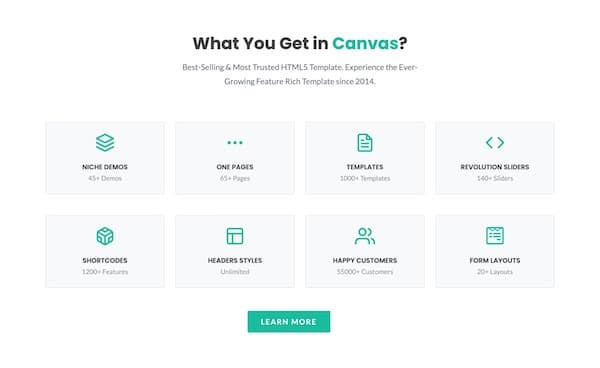 What You Get in Canvas?
Best-Selling & Most Trusted HTML5 Template. Experience the Ever-
Growing Feature Rich Template since 2014.
NICHE DEMOS
45+ Demos
ONE PAGES
65+ Pages
TEMPLATES
1000+ Templates
REVOLUTION SLIDERS
140+ Sliders
SHORTCODES
1200+ Features
HEADERS STYLES
Unlimited
HAPPY CUSTOMERS
55000+ Customers
FORM LAYOUTS
20+ Layouts
LEARN MORE